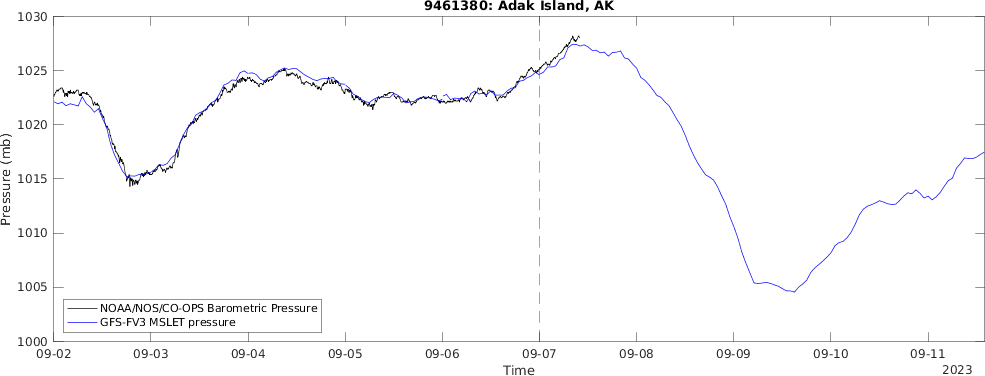 9461380: Adak Island, AK
1030
1025
1020
1015
1010
1005
1000
Pressure (mb)
NOAA/NOS/CO-OPS Barometric Pressure
GFS-FV3 MSLET pressure
09-02 09-03 09-04 09-05 09-06 09-07 09-08 09-09 09-10 09-11
Time
2023